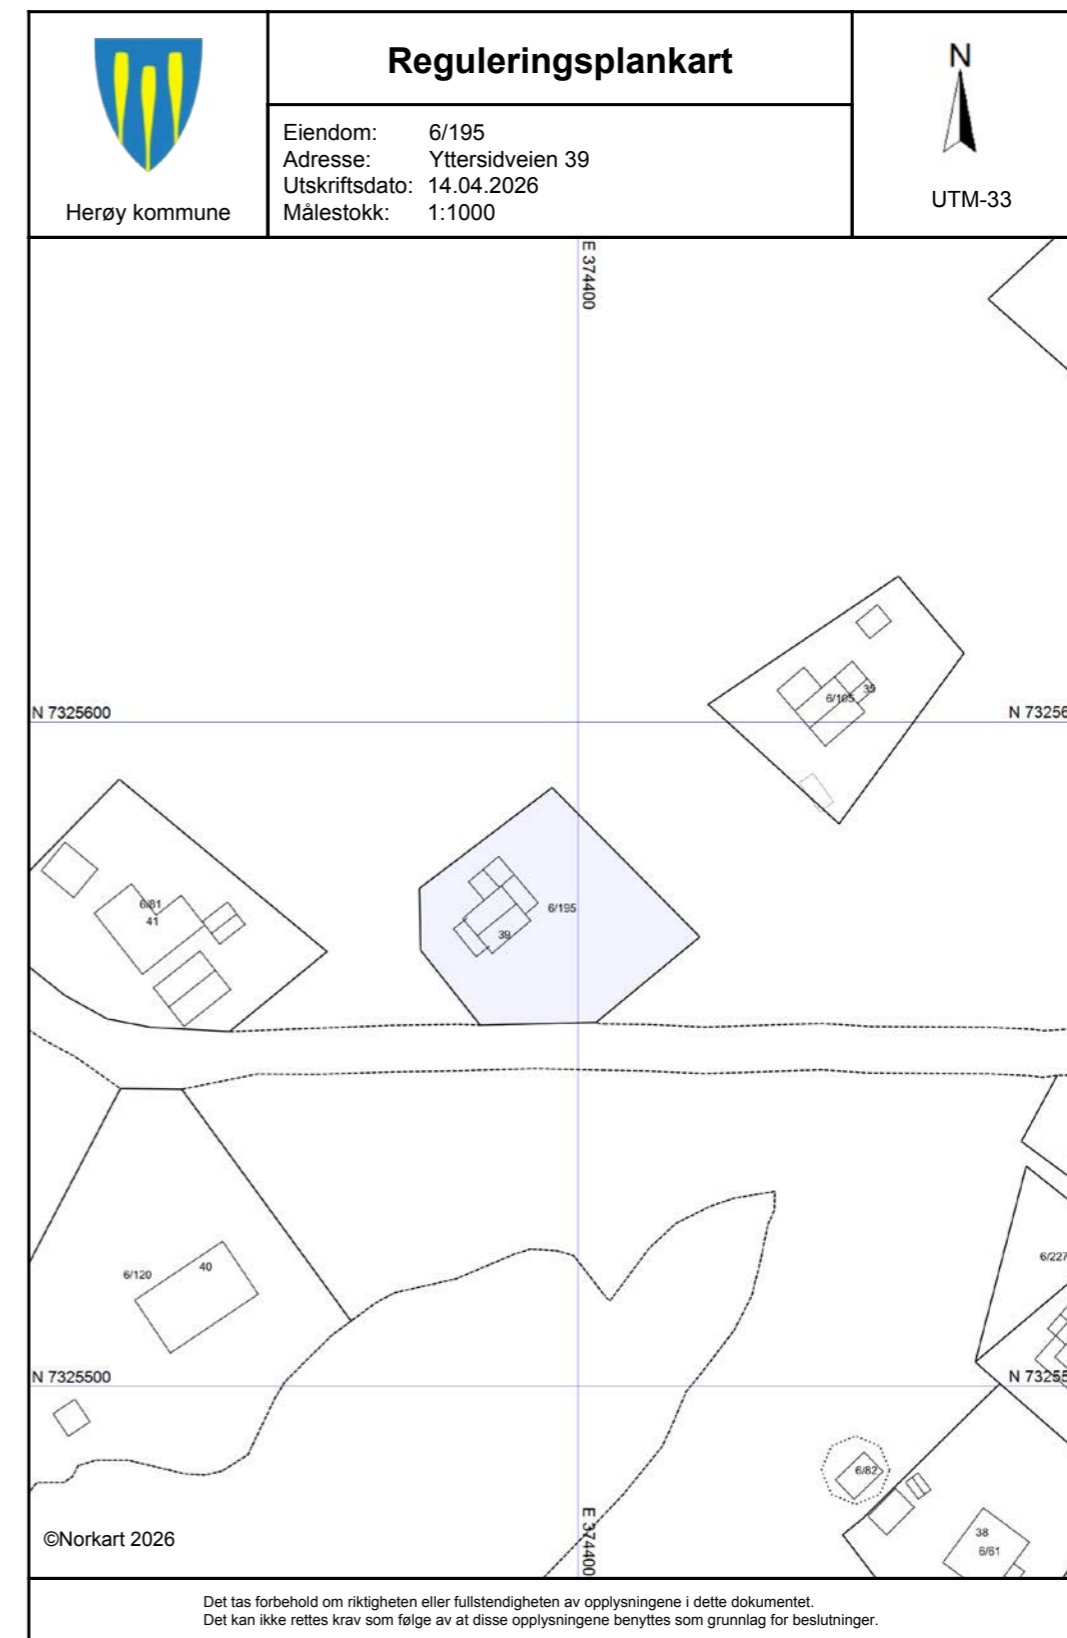 Reguleringsplankart
Herøy kommune
Eiendom: 6/195
Adresse: Yttersidveien 39
Utskriftsdato: 14.04.2026
Målestokk: 1:1000
N
UTM-33
E 374400
35
N 7325600
N 73256
6/81
41
6/195
39
6/227
6/120
40
N 7325500
N 73255
6/82
38
6/61
E 374400
©Norkart 2026
Det tas forbehold om riktigheten eller fullstendigheten av opplysningene i dette dokumentet.
Det kan ikke rettes krav som følge av at disse opplysningene benyttes som grunnlag for beslutninger.